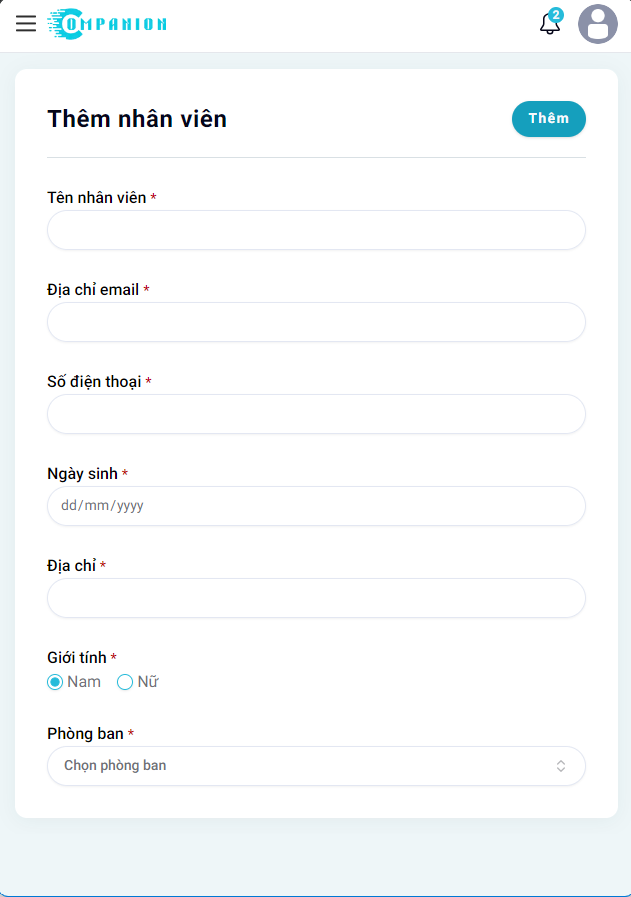 COMPANION
2
Thêm nhân viên
Thêm
Tên nhân viên *
Địa chỉ email *
Số điện thoại *
Ngày sinh *
dd/mm/yyyy
Địa chỉ *
Giới tính *
Nam Nữ
Phòng ban *
Chọn phòng ban